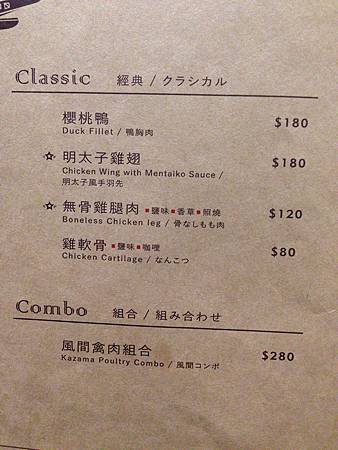 Classic 經典 / クラシカル
櫻桃鴨 $180
Duck Fillet / 鴨胸肉
☆ 明太子雞翅 $180
Chicken Wing with Mentaiko Sauce /
明太子風手羽先
☆ 無骨雞腿肉 ▪鹽味▪香草▪照燒 $120
Boneless Chicken leg / 骨なしもも肉
雞軟骨 ▪鹽味▪咖哩 $80
Chicken Cartilage / なんこつ
Combo 組合 / 組み合わせ
風間禽肉組合 $280
Kazama Poultry Combo / 風間コンボ